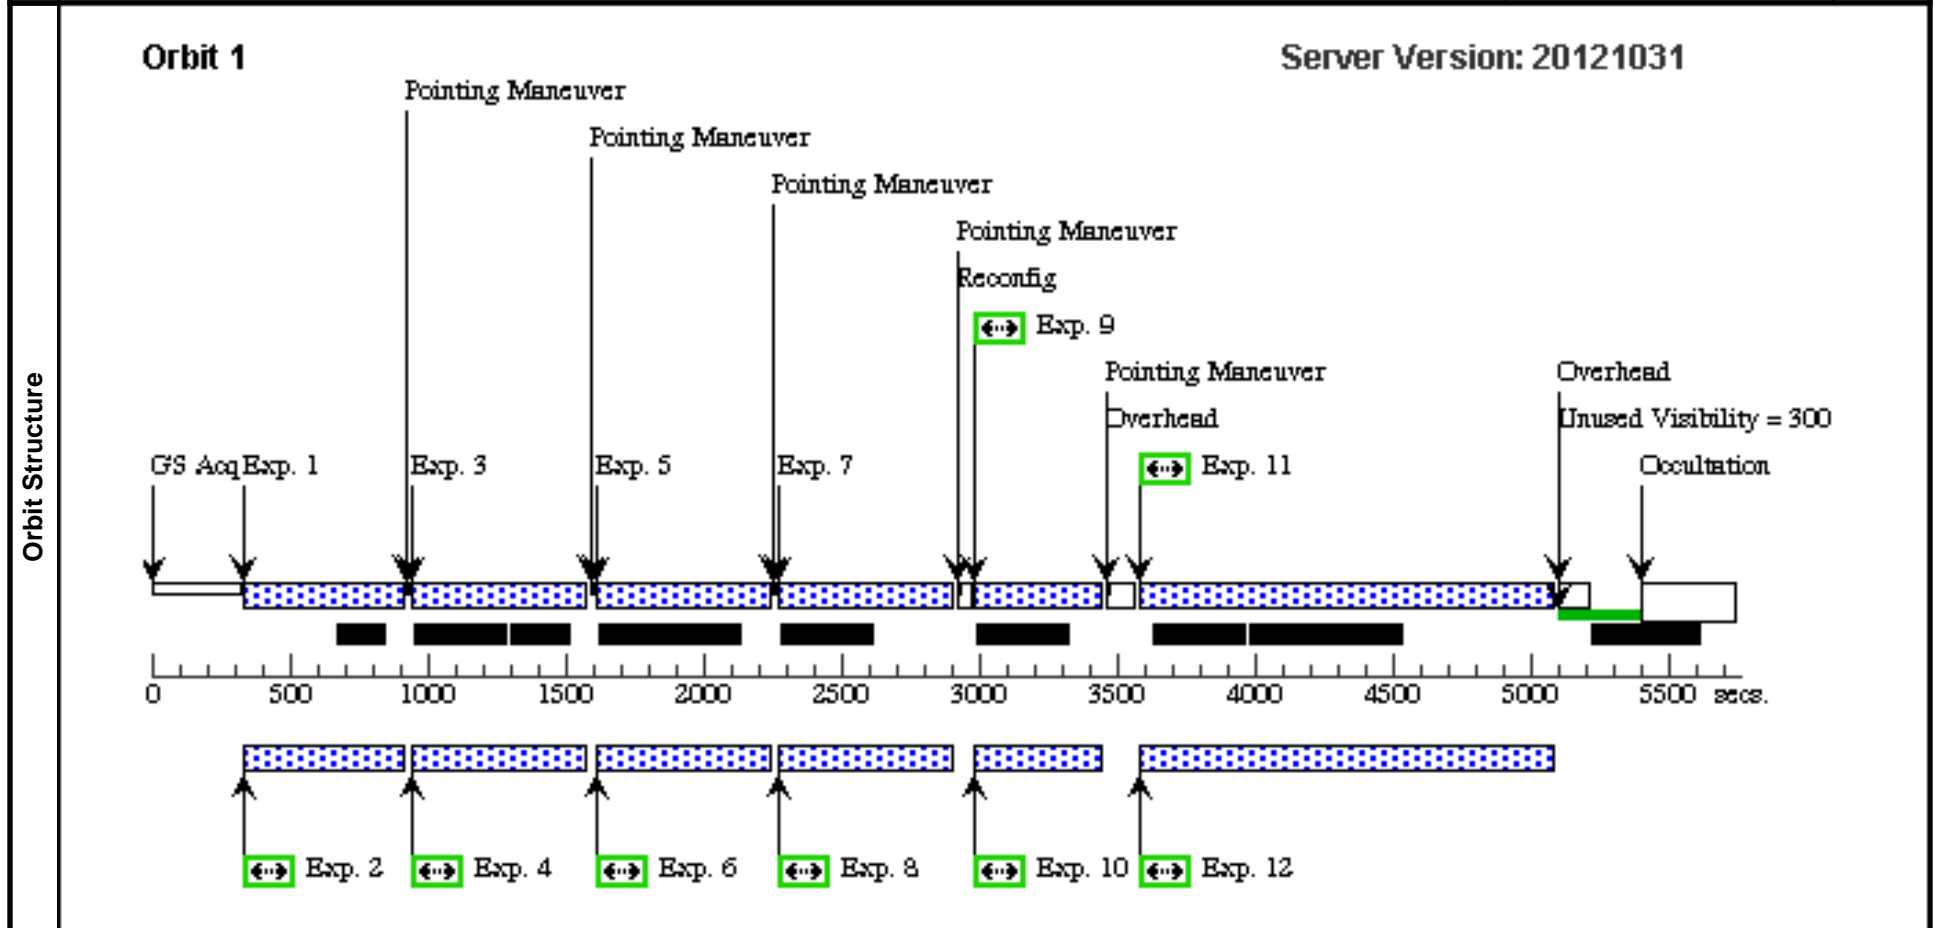 Orbit 1
Server Version: 20121031
Pointing Maneuver
Pointing Maneuver
Pointing Maneuver
Pointing Maneuver
Reconfig
Exp. 9
Pointing Maneuver
Overhead
Overhead
Unused Visibility = 300
GS Acq Exp. 1
Exp. 3
Exp. 5
Exp. 7
Exp. 11
Occultation
Orbit Structure
0 500 1000 1500 2000 2500 3000 3500 4000 4500 5000 5500 secs.
Exp. 2
Exp. 4
Exp. 6
Exp. 8
Exp. 10
Exp. 12